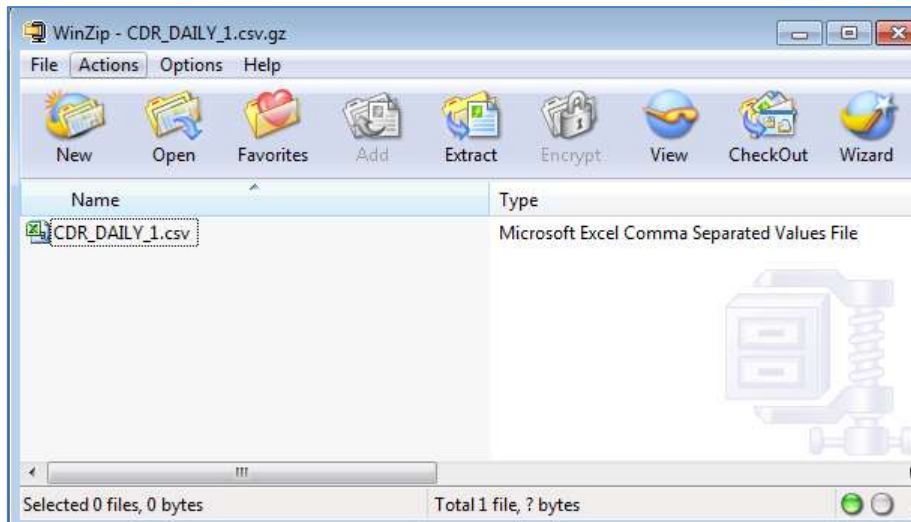 WinZip - CDR_DAILY_1.csv.gz
File Actions Options Help
New Open Favorites Add Extract Encrypt View CheckOut Wizard
Name Type
CDR_DAILY_1.csv Microsoft Excel Comma Separated Values File
Selected 0 files, 0 bytes Total 1 file, ? bytes